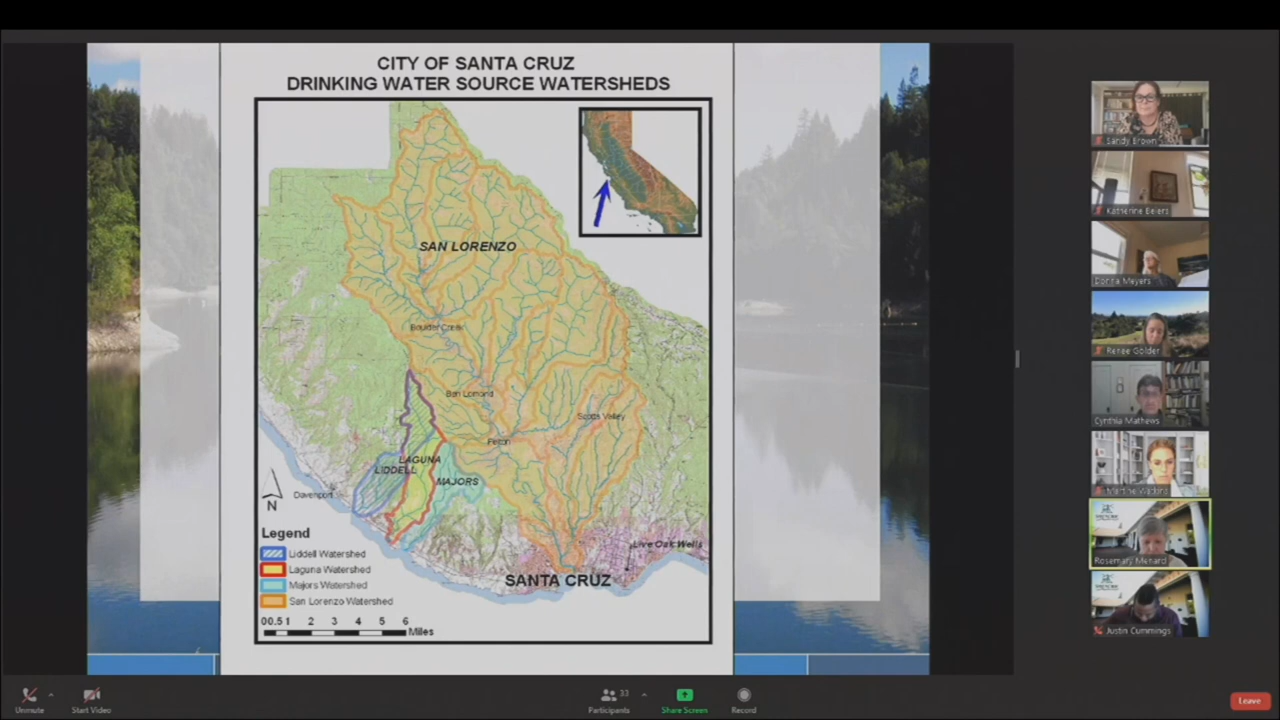 CITY OF SANTA CRUZ
DRINKING WATER SOURCE WATERSHEDS
SAN LORENZO
Boulder Creek
Ben Lomond
Scotts Valley
Felton
LAGUNA
LIDDELL
MAJORS
Davenport
N
Live Oak Wells
SANTA CRUZ
Legend
Liddell Watershed
Laguna Watershed
Majors Watershed
San Lorenzo Watershed
0 0.5 1 2 3 4 5 6
Miles
Sandy Brown
Katherine Beiers
Donna Meyers
Renee Golder
Cynthia Mathews
Martine Watkins
Rosemary Menard
Justin Cummings
Unmute
Start Video
33
Participants
Share Screen
Record
Leave